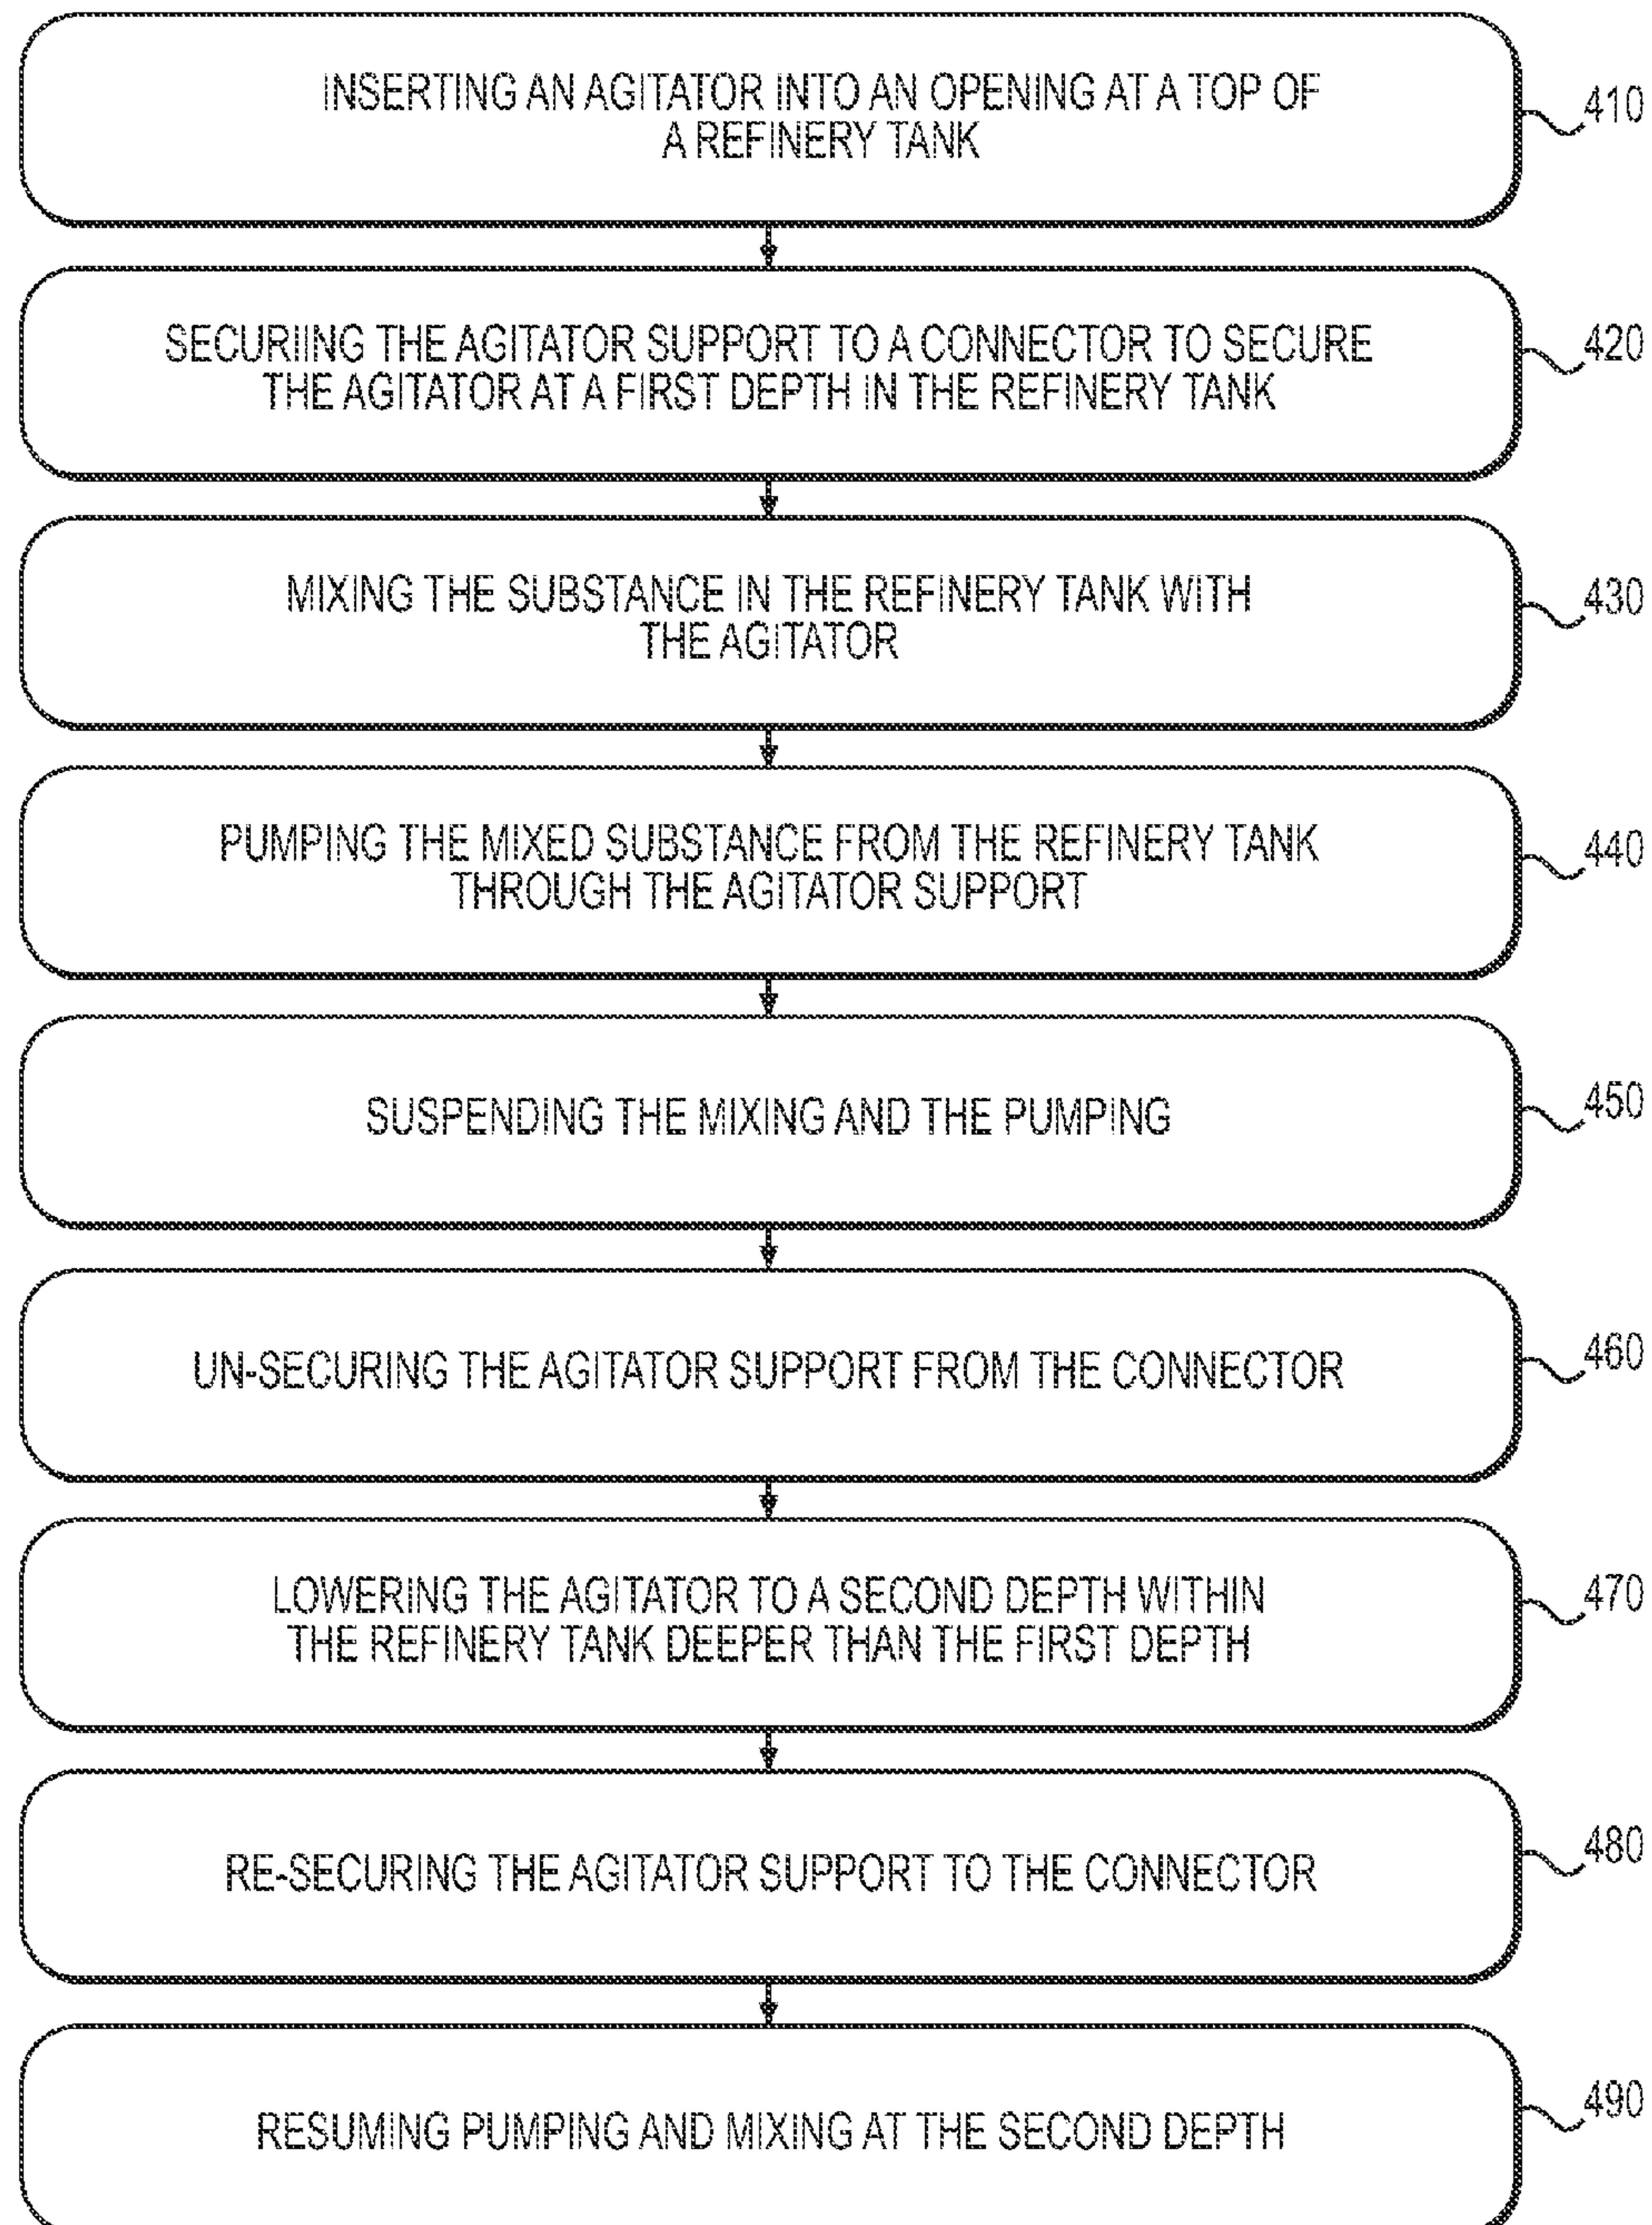 INSERTING AN AGITATOR INTO AN OPENING AT A TOP OF
A REFINERY TANK
410
SECURIING THE AGITATOR SUPPORT TO A CONNECTOR TO SECURE
THE AGITATOR AT A FIRST DEPTH IN THE REFINERY TANK
420
MIXING THE SUBSTANCE IN THE REFINERY TANK WITH
THE AGITATOR
430
PUMPING THE MIXED SUBSTANCE FROM THE REFINERY TANK
THROUGH THE AGITATOR SUPPORT
440
SUSPENDING THE MIXING AND THE PUMPING
450
UN-SECURING THE AGITATOR SUPPORT FROM THE CONNECTOR
460
LOWERING THE AGITATOR TO A SECOND DEPTH WITHIN
THE REFINERY TANK DEEPER THAN THE FIRST DEPTH
470
RE-SECURING THE AGITATOR SUPPORT TO THE CONNECTOR
480
RESUMING PUMPING AND MIXING AT THE SECOND DEPTH
490